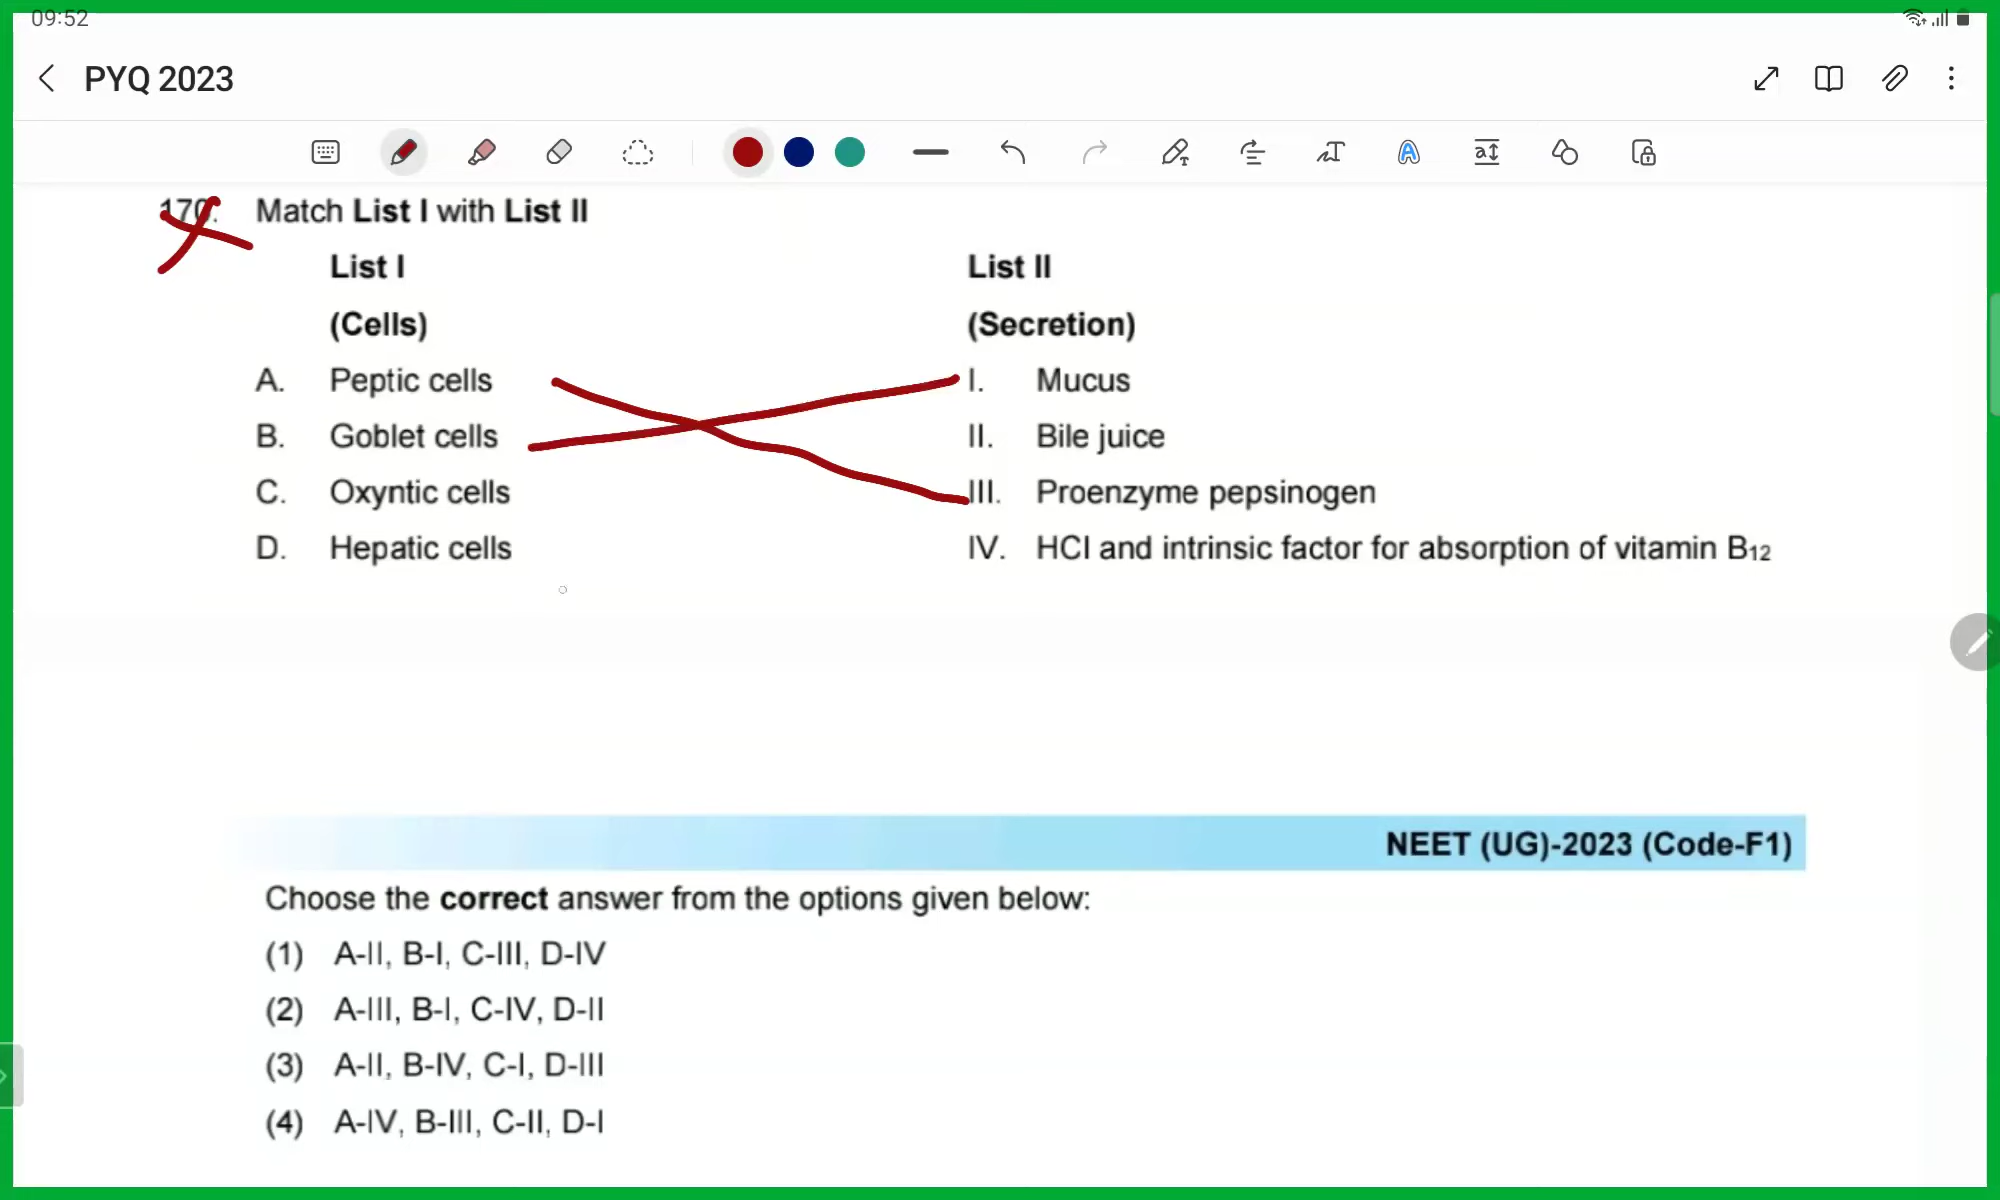 09:52
PYQ 2023
170. Match List I with List II
List I List II
(Cells) (Secretion)
A. Peptic cells I. Mucus
B. Goblet cells II. Bile juice
C. Oxyntic cells III. Proenzyme pepsinogen
D. Hepatic cells IV. HCl and intrinsic factor for absorption of vitamin B12
NEET (UG)-2023 (Code-F1)
Choose the correct answer from the options given below:
(1) A-II, B-I, C-III, D-IV
(2) A-III, B-I, C-IV, D-II
(3) A-II, B-IV, C-I, D-III
(4) A-IV, B-III, C-II, D-I